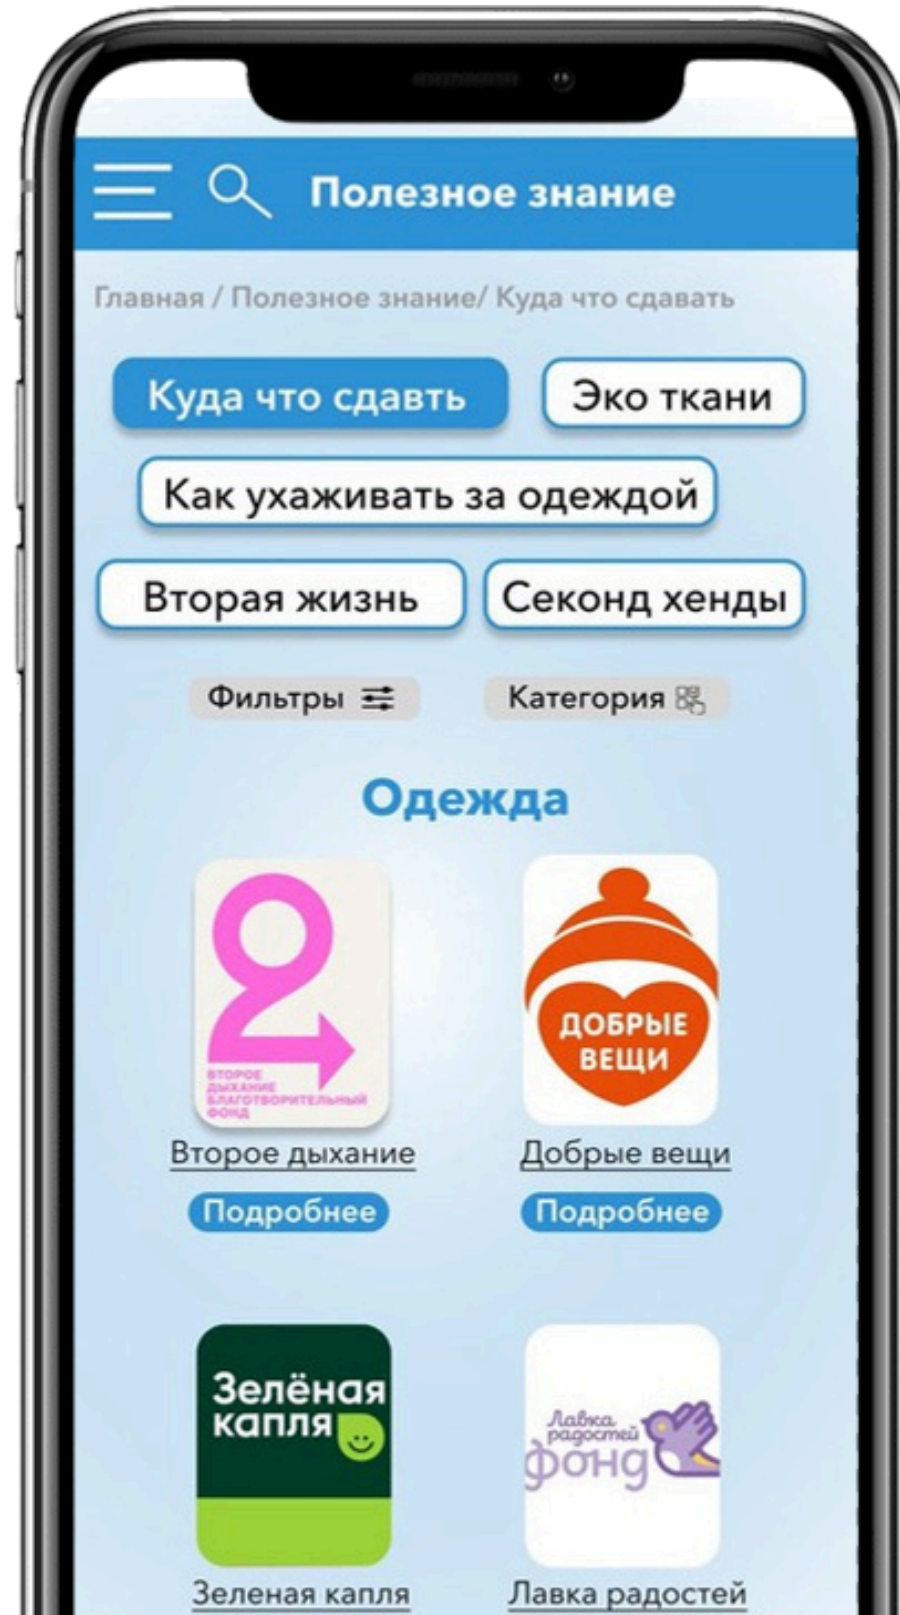 Полезное знание
Главная / Полезное знание/ Куда что сдавать
Куда что сдавть
Эко ткани
Как ухаживать за одеждой
Вторая жизнь
Секонд хенды
Фильтры
Категория
Одежда
ВТОРОЕ
ДЫХАНИЕ
БЛАГОТВОРИТЕЛЬНЫЙ
ФОНД
ДОБРЫЕ
ВЕЩИ
Второе дыхание
Добрые вещи
Подробнее
Подробнее
Зелёная
капля
Лавка
радостей
фонд
Зеленая капля
Лавка радостей